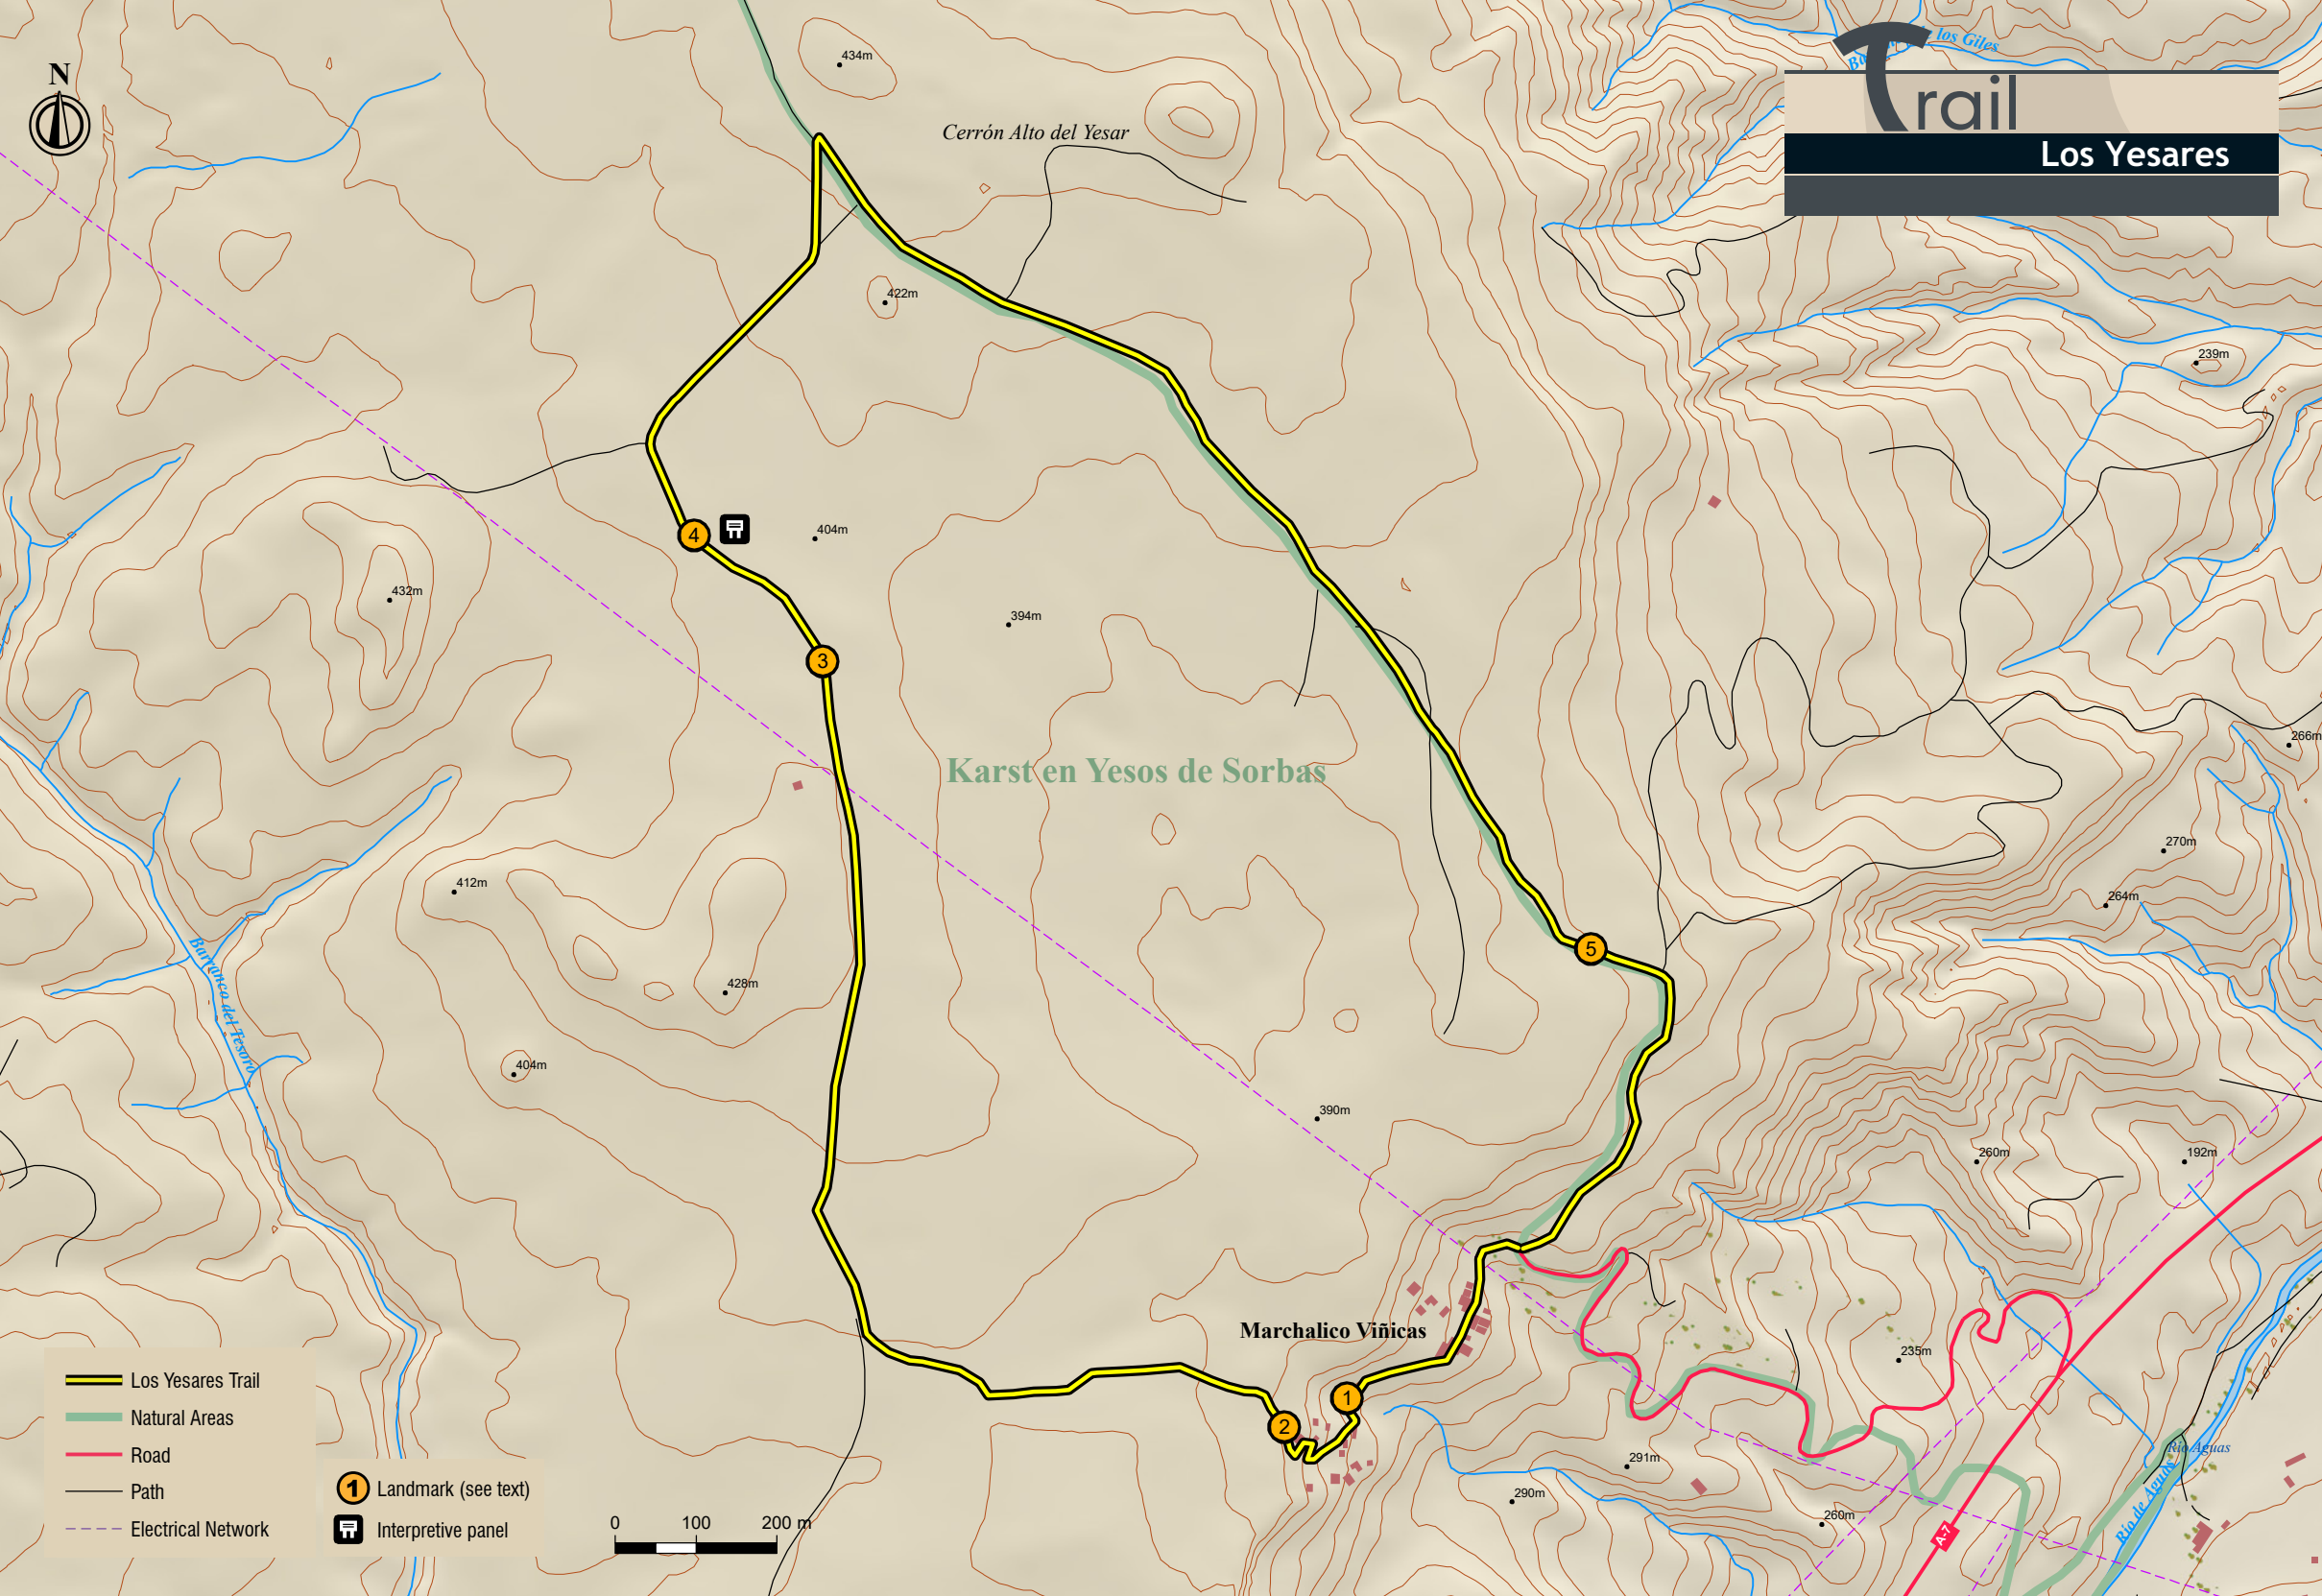 N
434m
Cerrón Alto del Yesar
los Giles
Trail
Los Yesares
422m
239m
4
404m
432m
394m
3
Karst en Yesos de Sorbas
266m
270m
412m
264m
5
428m
Barranco del Tesoro
404m
390m
260m
192m
Marchalico Viñicas
235m
1
2
Río Aguas
291m
290m
260m
Río de Aguas
A-7
Los Yesares Trail
Natural Areas
Road
Path
Electrical Network
1 Landmark (see text)
Interpretive panel
0 100 200 m